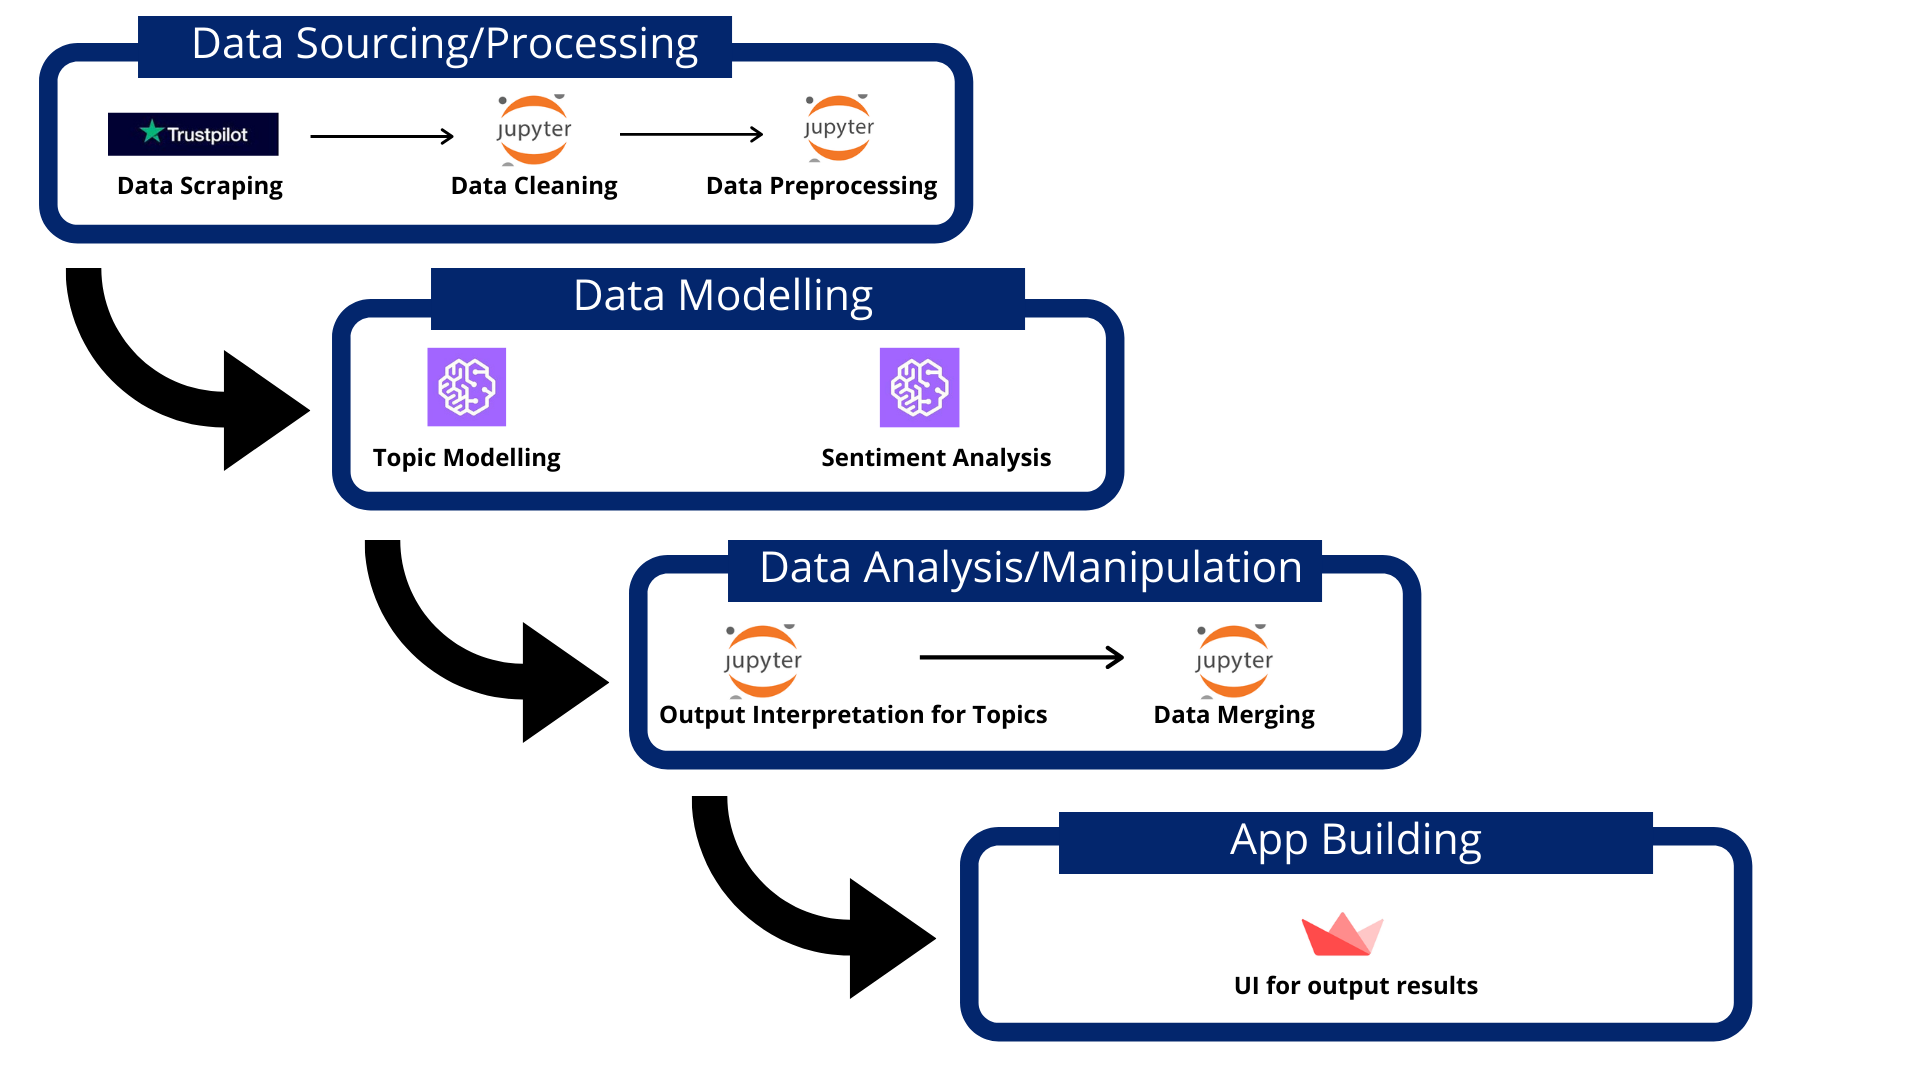 Data Sourcing/Processing
Trustpilot
jupyter
jupyter
Data Scraping
Data Cleaning
Data Preprocessing
Data Modelling
Topic Modelling
Sentiment Analysis
Data Analysis/Manipulation
jupyter
jupyter
Output Interpretation for Topics
Data Merging
App Building
UI for output results